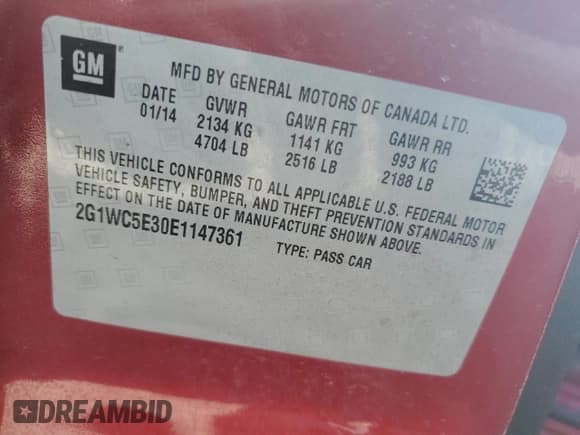 GM
MFD BY GENERAL MOTORS OF CANADA LTD.
DATE GVWR GAWR FRT GAWR RR
01/14 2134 KG 1141 KG 993 KG
4704 LB 2516 LB 2188 LB
THIS VEHICLE CONFORMS TO ALL APPLICABLE U.S. FEDERAL MOTOR
VEHICLE SAFETY, BUMPER, AND THEFT PREVENTION STANDARDS IN
EFFECT ON THE DATE OF MANUFACTURE SHOWN ABOVE.
2G1WC5E30E1147361 TYPE: PASS CAR
DREAMBID